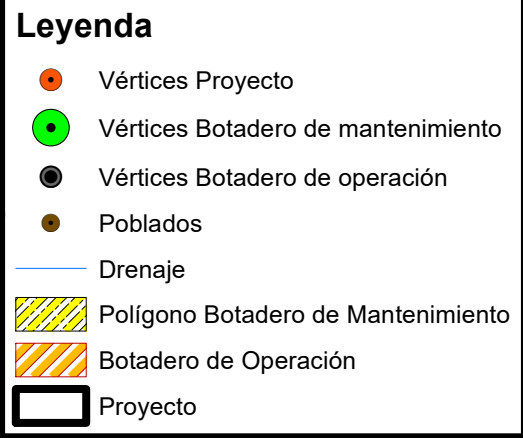 Leyenda
Vértices Proyecto
Vértices Botadero de mantenimiento
Vértices Botadero de operación
Poblados
Drenaje
Polígono Botadero de Mantenimiento
Botadero de Operación
Proyecto